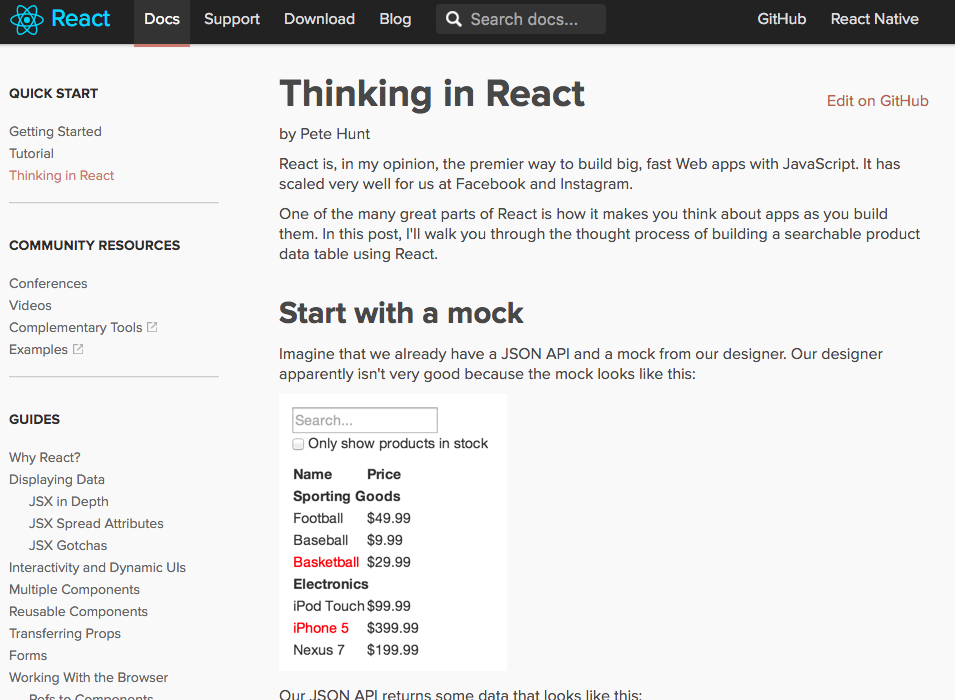 React
Docs
Support
Download
Blog
Search docs...
GitHub
React Native
QUICK START
Getting Started
Tutorial
Thinking in React
COMMUNITY RESOURCES
Conferences
Videos
Complementary Tools
Examples
GUIDES
Why React?
Displaying Data
JSX in Depth
JSX Spread Attributes
JSX Gotchas
Interactivity and Dynamic UIs
Multiple Components
Reusable Components
Transferring Props
Forms
Working With the Browser
Refs to Components
Thinking in React
Edit on GitHub
by Pete Hunt
React is, in my opinion, the premier way to build big, fast Web apps with JavaScript. It has
scaled very well for us at Facebook and Instagram.
One of the many great parts of React is how it makes you think about apps as you build
them. In this post, I'll walk you through the thought process of building a searchable product
data table using React.
Start with a mock
Imagine that we already have a JSON API and a mock from our designer. Our designer
apparently isn't very good because the mock looks like this:
Search...
Only show products in stock
Name Price
Sporting Goods
Football $49.99
Baseball $9.99
Basketball $29.99
Electronics
iPod Touch $99.99
iPhone 5 $399.99
Nexus 7 $199.99
Our JSON API returns some data that looks like this: